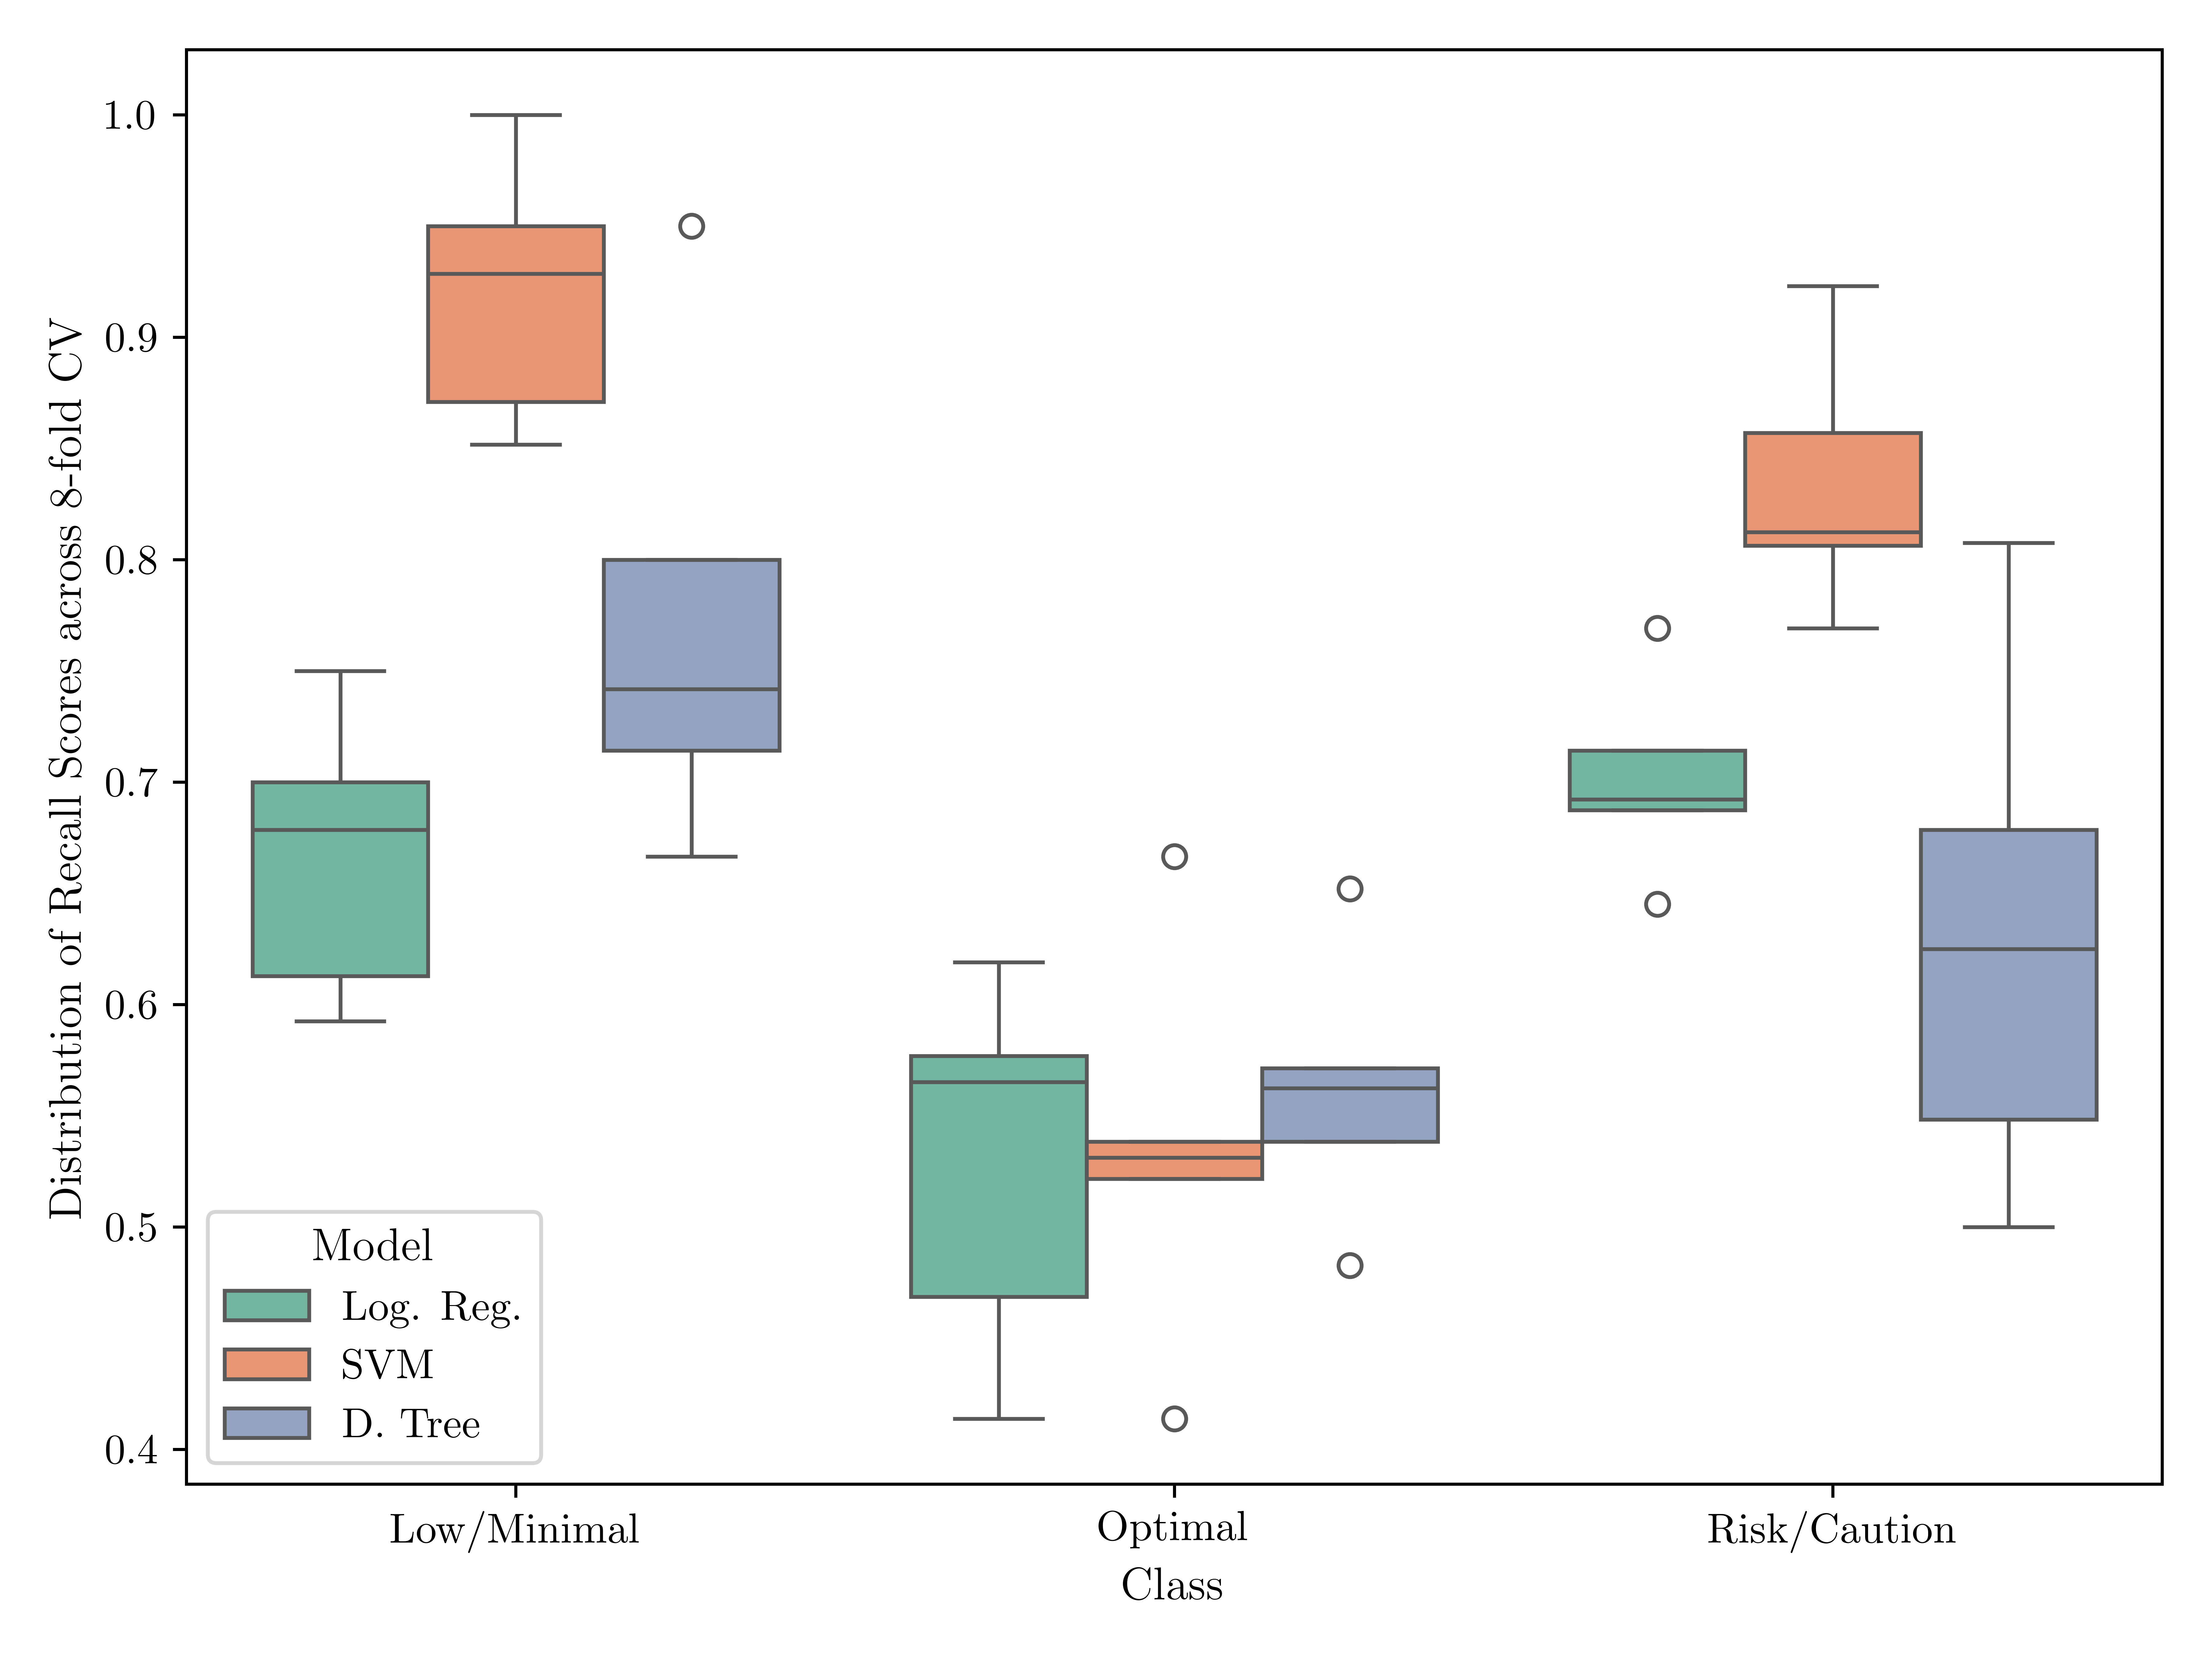 Distribution of Recall Scores across 8-fold CV
1.0
0.9
0.8
0.7
0.6
0.5
0.4
Model
Log. Reg.
SVM
D. Tree
Low/Minimal
Optimal
Risk/Caution
Class